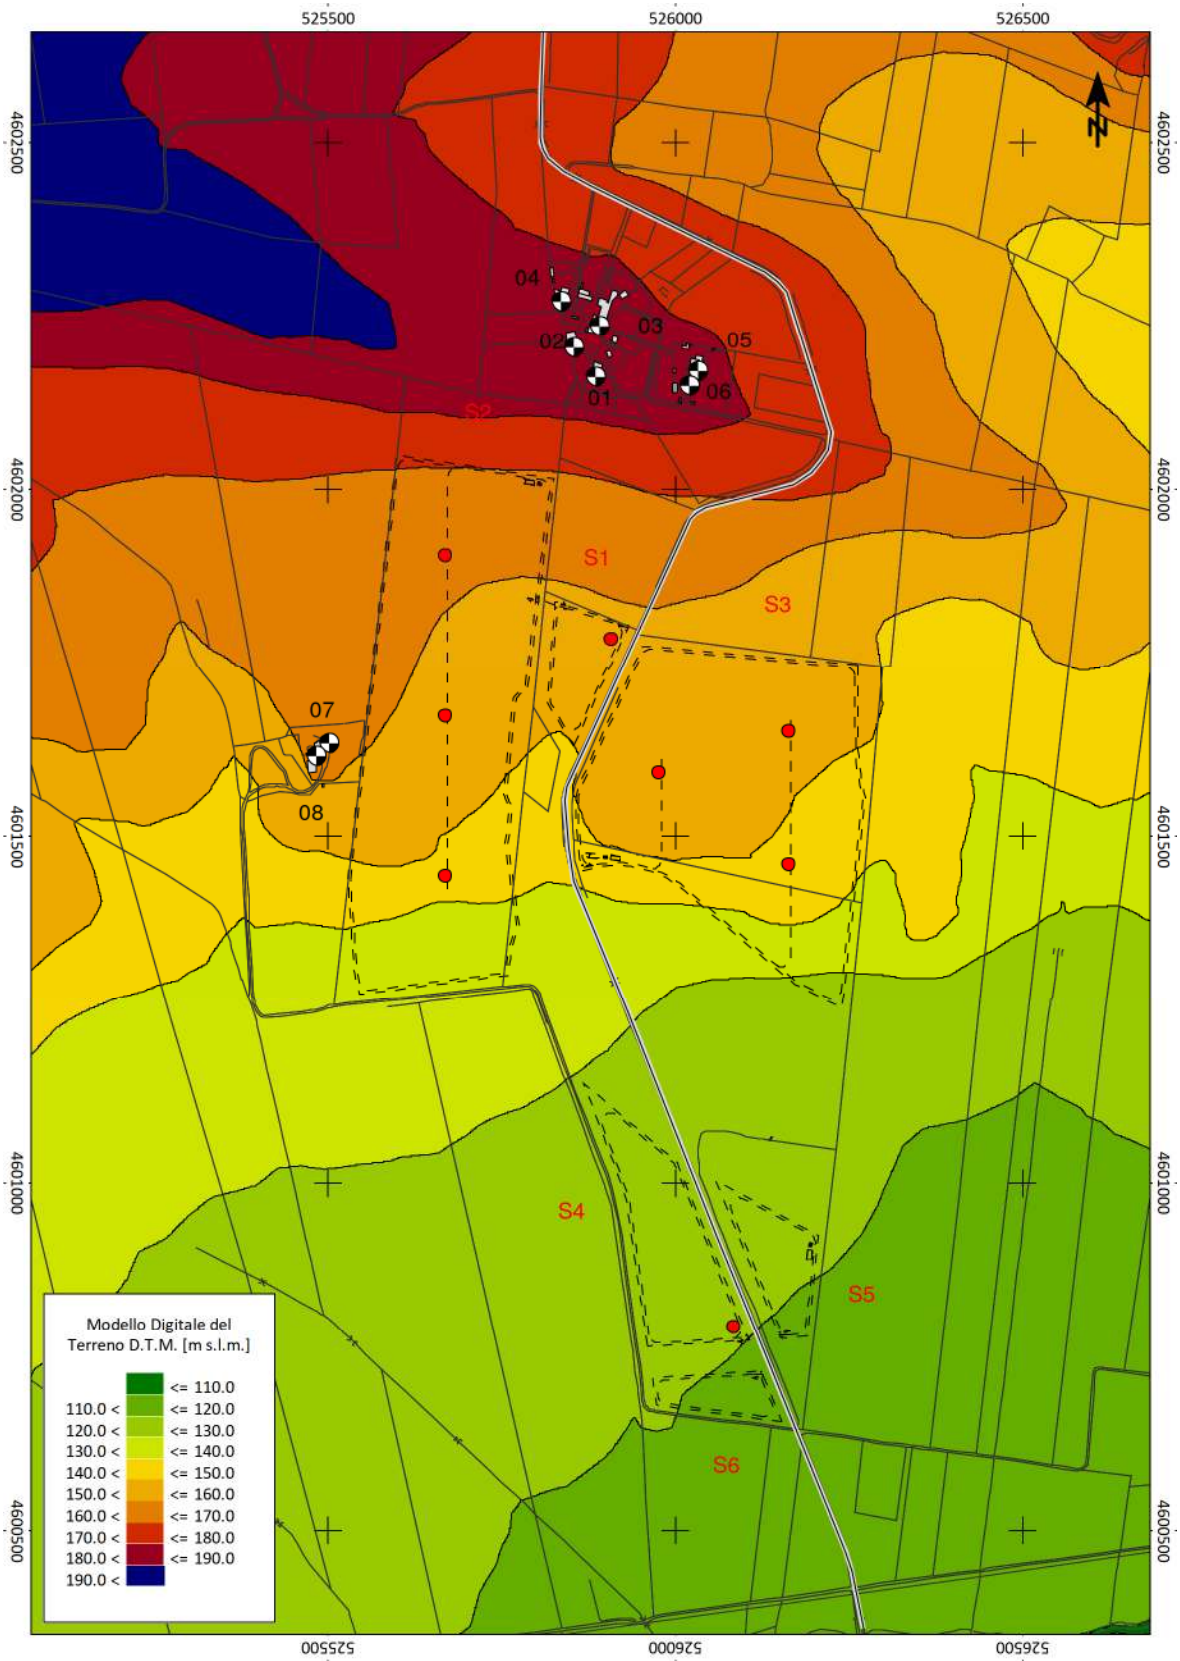 525500 526000 526500
4602500 4602500
N
04
03
02
05
01
06
S2
4602000 4602000
S1
S3
07
08
4601500 4601500
4601000 4601000
S4
S5
Modello Digitale del
Terreno D.T.M. [m s.l.m.]
<= 110.0
110.0 < <= 120.0
120.0 < <= 130.0
130.0 < <= 140.0
140.0 < <= 150.0
150.0 < <= 160.0
160.0 < <= 170.0
170.0 < <= 180.0
180.0 < <= 190.0
190.0 <
S6
4600500 4600500
525500 526000 526500